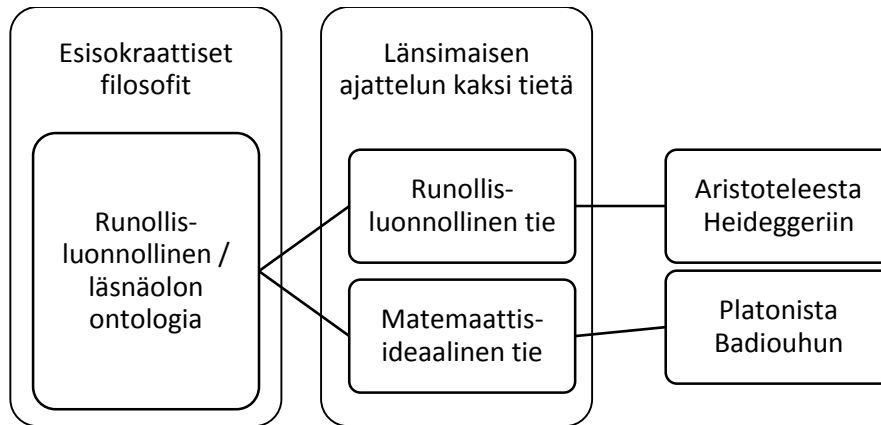 Esisokraattiset
filosofit
Runollis-
luonnollinen /
läsnäolon
ontologia
Länsimaisen
ajattelun kaksi tietä
Runollis-
luonnollinen tie
Matemaattis-
ideaalinen tie
Aristoteleesta
Heideggeriin
Platonista
Badiouhun